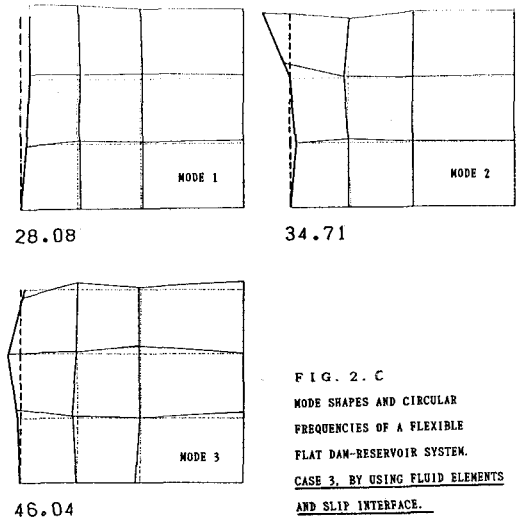 MODE 1
28.08
MODE 2
34.71
MODE 3
46.04
FIG. 2. C
MODE SHAPES AND CIRCULAR
FREQUENCIES OF A FLEXIBLE
FLAT DAM-RESERVOIR SYSTEM.
CASE 3, BY USING FLUID ELEMENTS
AND SLIP INTERFACE.